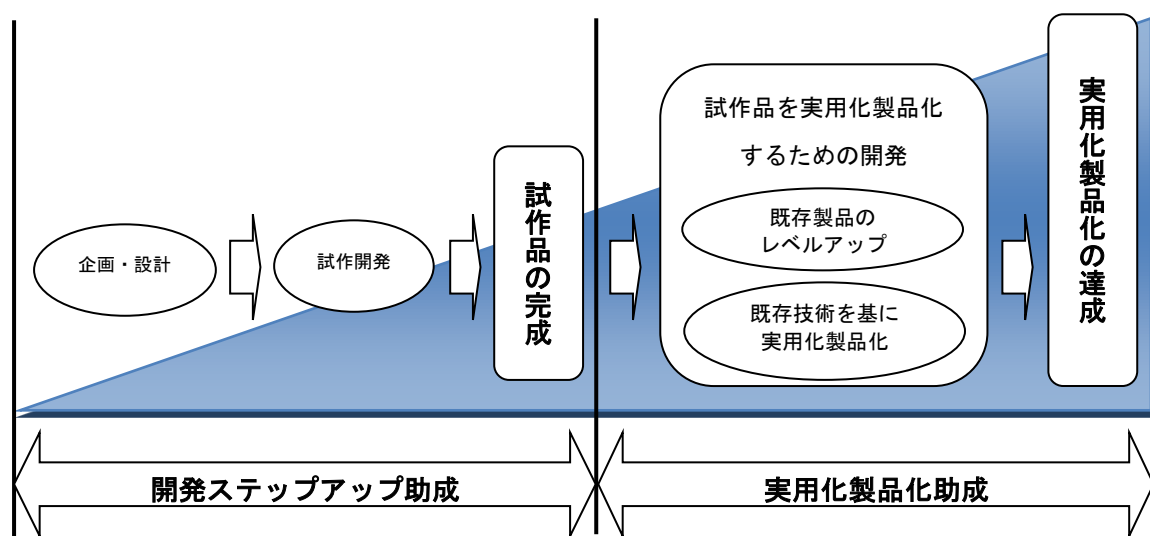 企画・設計
試作開発
試作品の完成
試作品を実用化製品化
するための開発
既存製品の
レベルアップ
既存技術を基に
実用化製品化
実用化製品化の達成
開発ステップアップ助成
実用化製品化助成